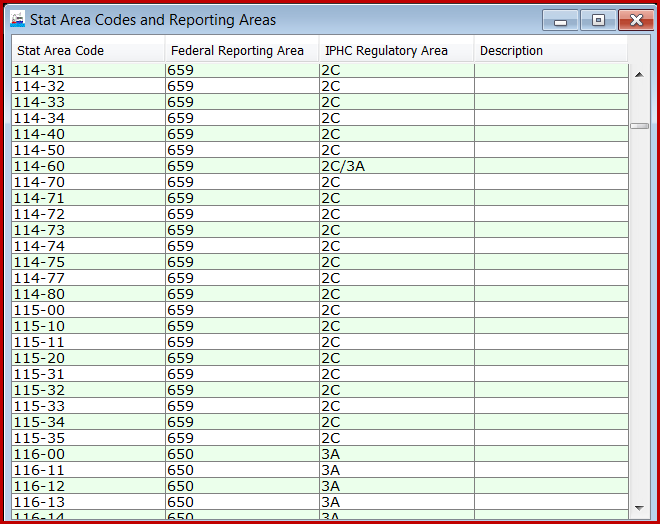 Stat Area Codes and Reporting Areas
Stat Area Code Federal Reporting Area IPHC Regulatory Area Description
114-31 659 2C
114-32 659 2C
114-33 659 2C
114-34 659 2C
114-40 659 2C
114-50 659 2C
114-60 659 2C/3A
114-70 659 2C
114-71 659 2C
114-72 659 2C
114-73 659 2C
114-74 659 2C
114-75 659 2C
114-77 659 2C
114-80 659 2C
115-00 659 2C
115-10 659 2C
115-11 659 2C
115-20 659 2C
115-31 659 2C
115-32 659 2C
115-33 659 2C
115-34 659 2C
115-35 659 2C
116-00 650 3A
116-11 650 3A
116-12 650 3A
116-13 650 3A
116-14 650 3A